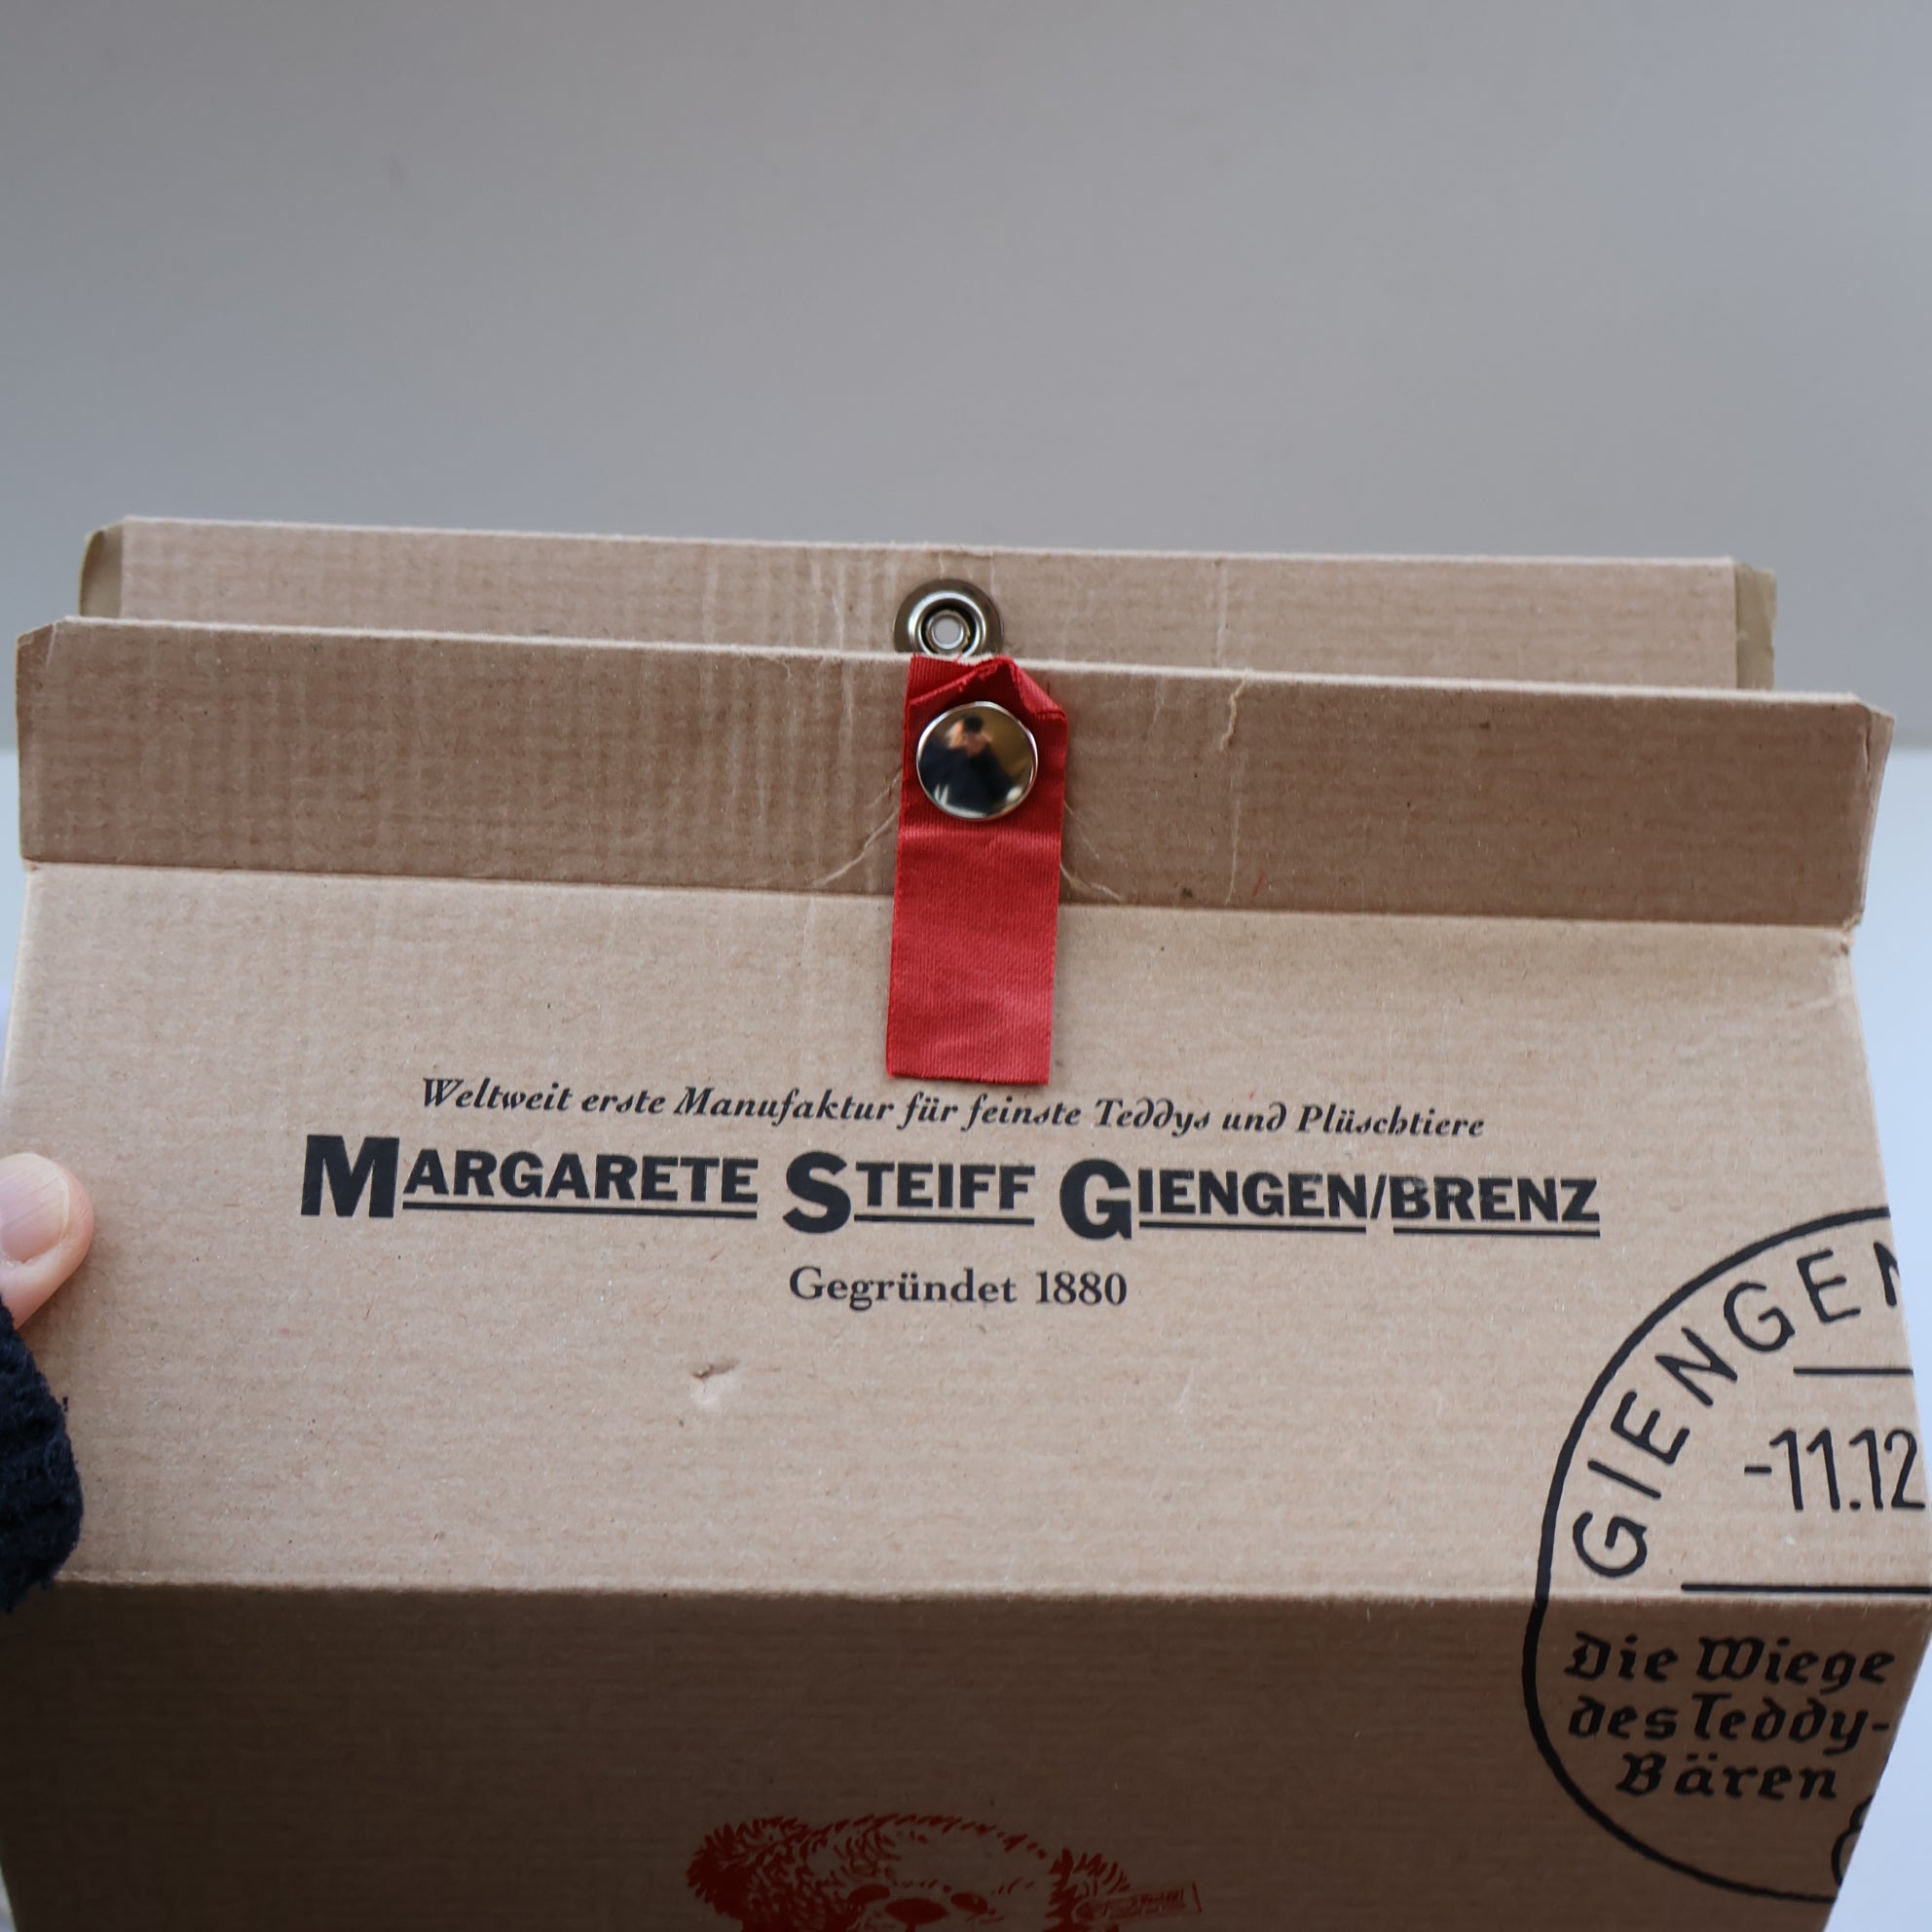 Weltweit erste Manufaktur für feinste Teddys und Plüschtiere
MARGARETE STEIFF GIENGEN/BRENZ
Gegründet 1880
GIENGEN
-11.12
Die Wiege
des Teddy-
Bären